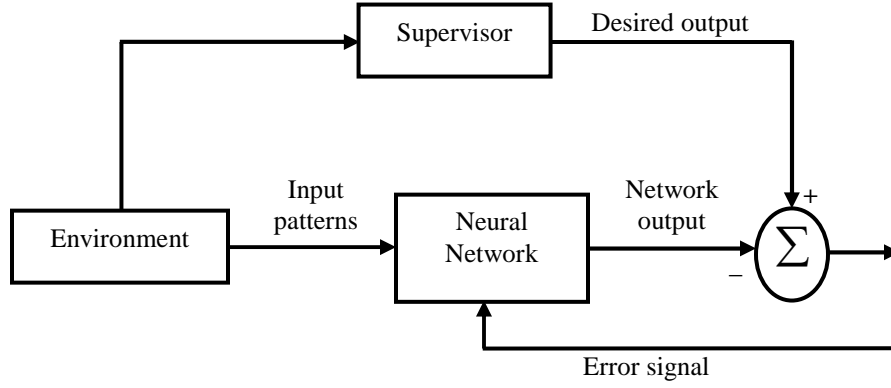 Supervisor
Desired output
Input
patterns
Environment
Neural
Network
Network
output
+
Σ
−
Error signal